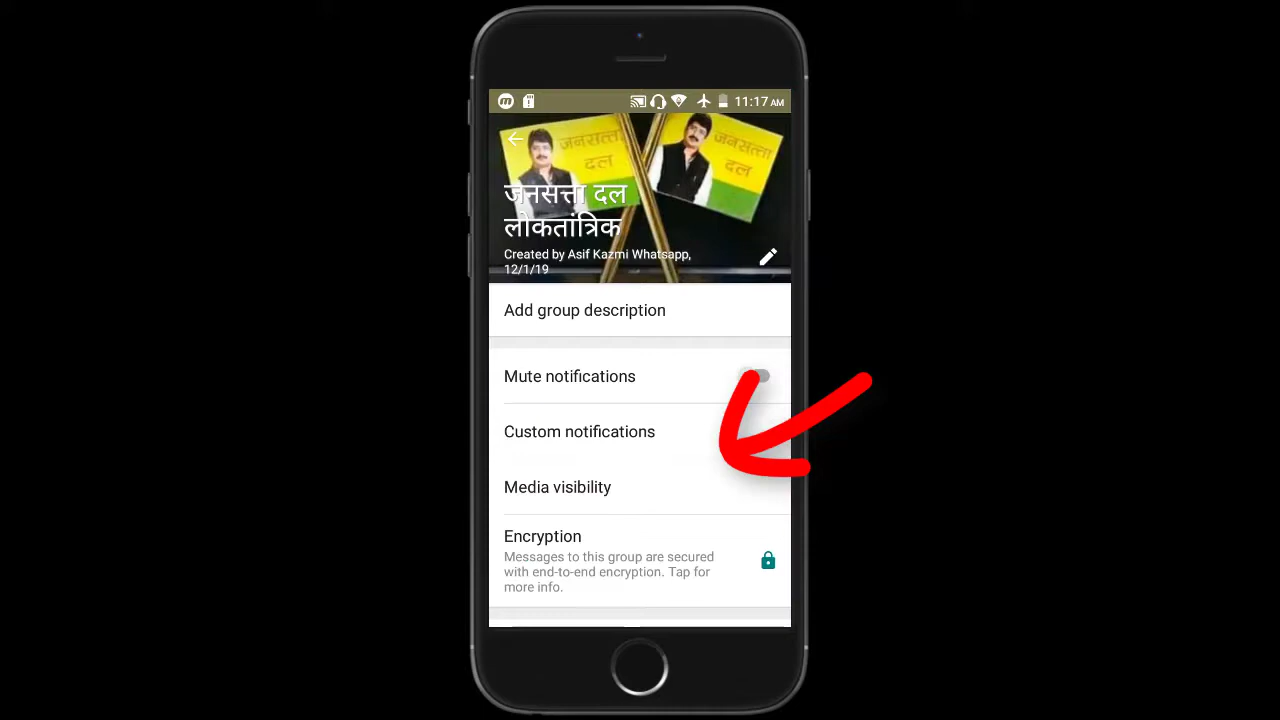 11:17 AM
जनसत्ता
दल
जनसत्ता
दल
जनसत्ता दल
लोकतांत्रिक
Created by Asif Kazmi Whatsapp,
12/1/19
Add group description
Mute notifications
Custom notifications
Media visibility
Encryption
Messages to this group are secured
with end-to-end encryption. Tap for
more info.